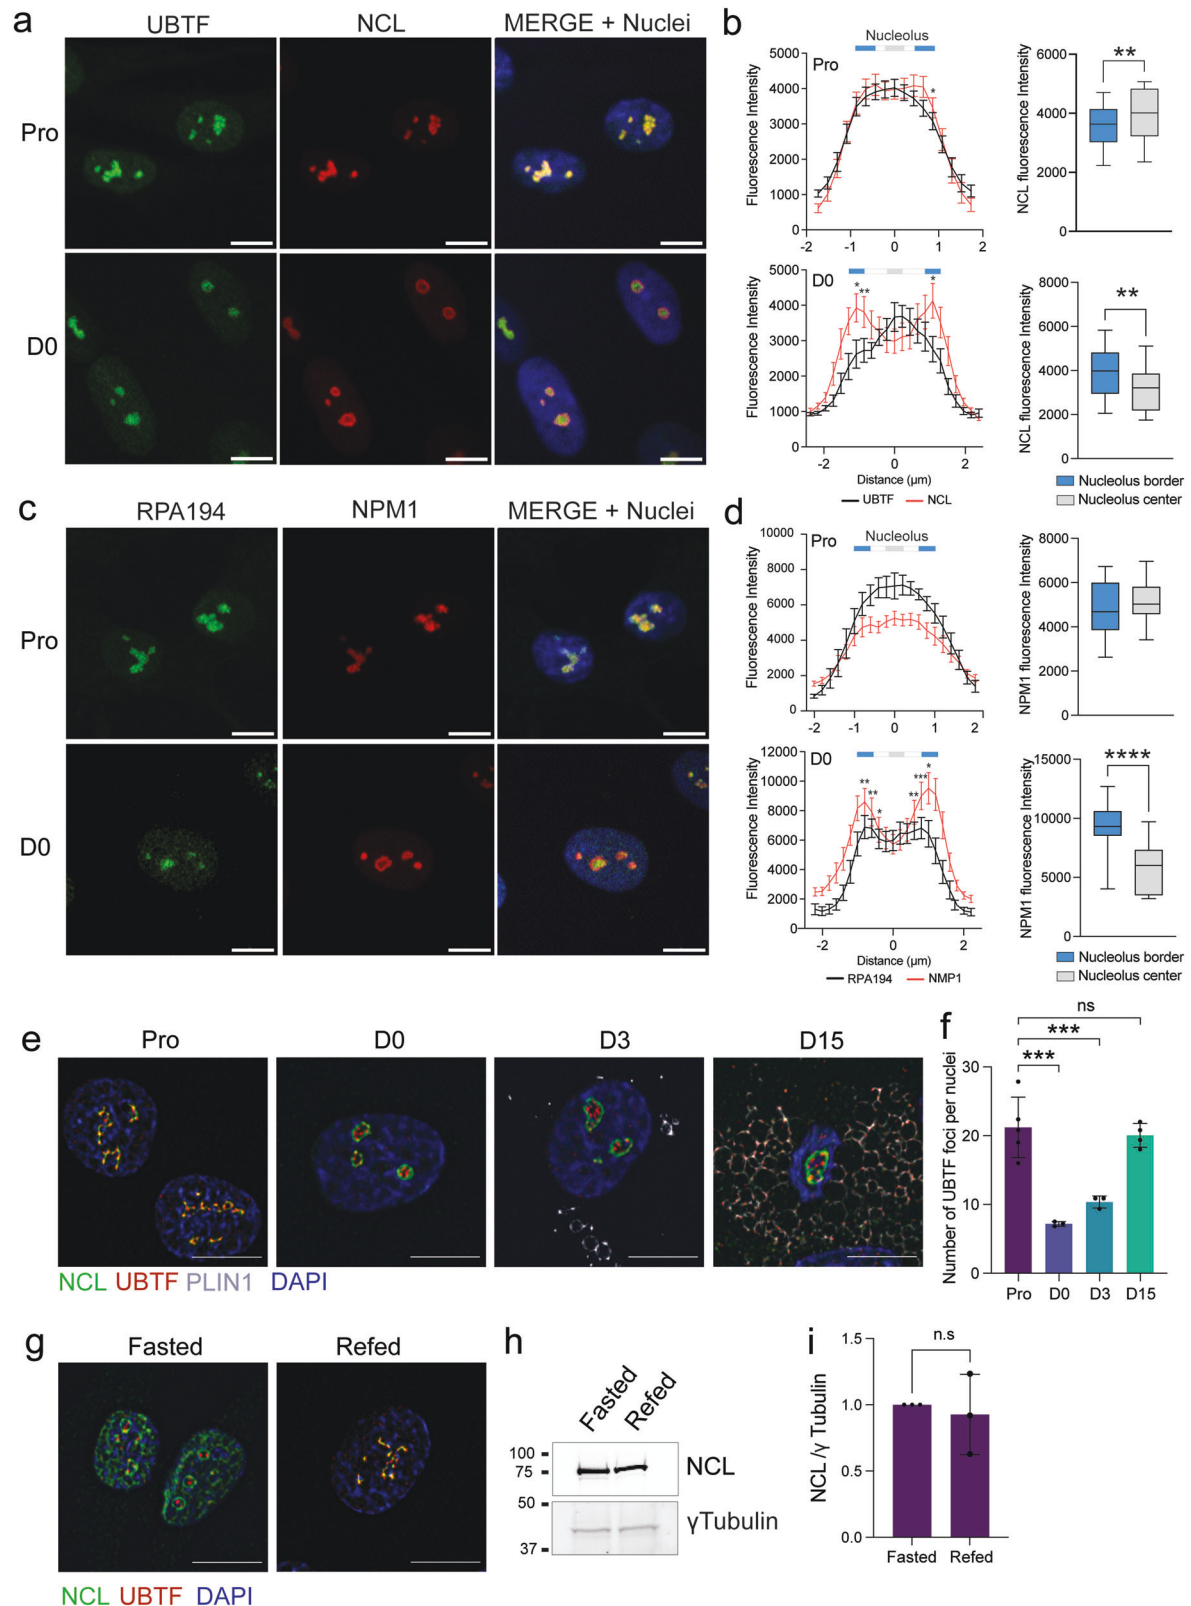 a
UBTF
NCL
MERGE + Nuclei
Pro
D0
b
Nucleolus
Pro
Fluorescence Intensity
5000
4000
3000
2000
1000
0
-2
-1
0
1
2
*
NCL fluorescence Intensity
6000
4000
2000
0
**
D0
Fluorescence Intensity
5000
4000
3000
2000
1000
0
-2
0
2
*
**
*
Distance (µm)
UBTF
NCL
NCL fluorescence Intensity
8000
6000
4000
2000
0
**
Nucleolus border
Nucleolus center
c
RPA194
NPM1
MERGE + Nuclei
Pro
D0
d
Nucleolus
Pro
Fluorescence Intensity
10000
8000
6000
4000
2000
0
-2
-1
0
1
2
NPM1 fluorescence Intensity
8000
6000
4000
2000
0
D0
Fluorescence Intensity
12000
10000
8000
6000
4000
2000
0
-2
0
2
**
**
*
**
***
*
Distance (µm)
RPA194
NMP1
NPM1 fluorescence Intensity
15000
10000
5000
0
****
Nucleolus border
Nucleolus center
e
Pro
D0
D3
D15
NCL UBTF PLIN1 DAPI
f
Number of UBTF foci per nuclei
30
20
10
0
ns
***
***
Pro
D0
D3
D15
g
Fasted
Refed
NCL UBTF DAPI
h
Fasted
Refed
100
75
50
37
NCL
γTubulin
i
NCL /γ Tubulin
1.5
1.0
0.5
0.0
n.s
Fasted
Refed